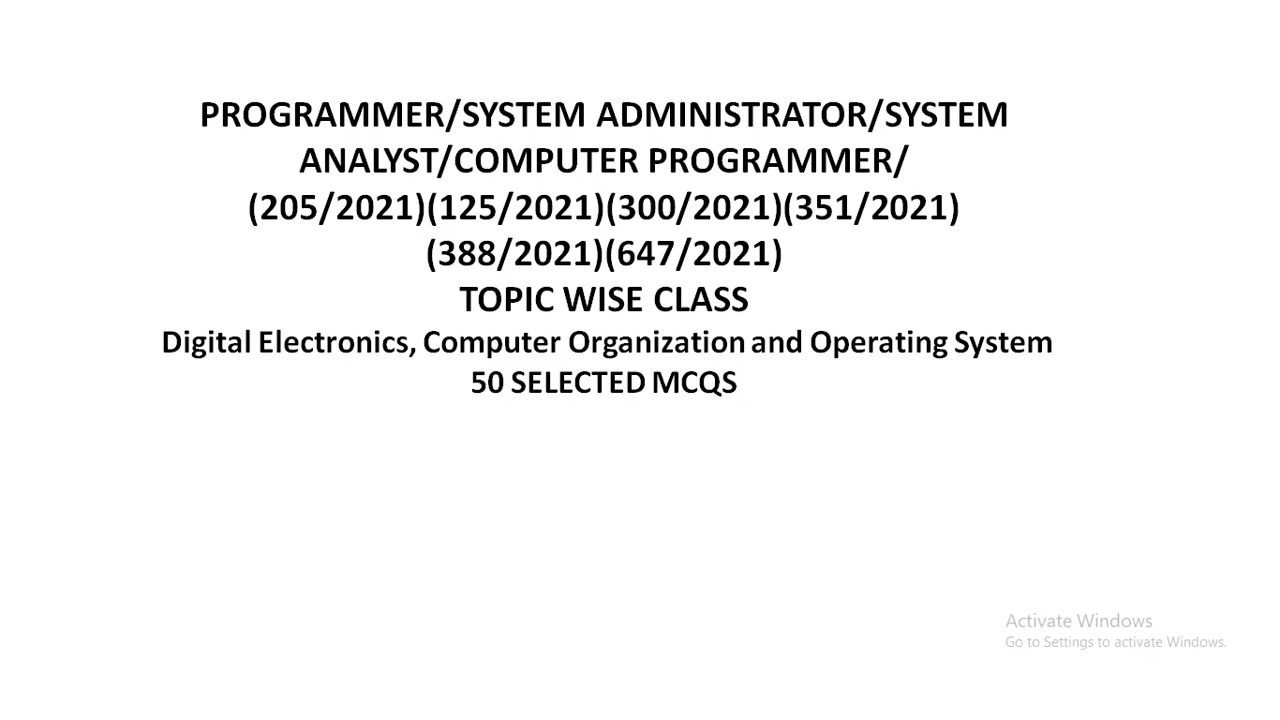 PROGRAMMER/SYSTEM ADMINISTRATOR/SYSTEM
ANALYST/COMPUTER PROGRAMMER/
(205/2021)(125/2021)(300/2021)(351/2021)
(388/2021)(647/2021)
TOPIC WISE CLASS
Digital Electronics, Computer Organization and Operating System
50 SELECTED MCQS
Activate Windows
Go to Settings to activate Windows.